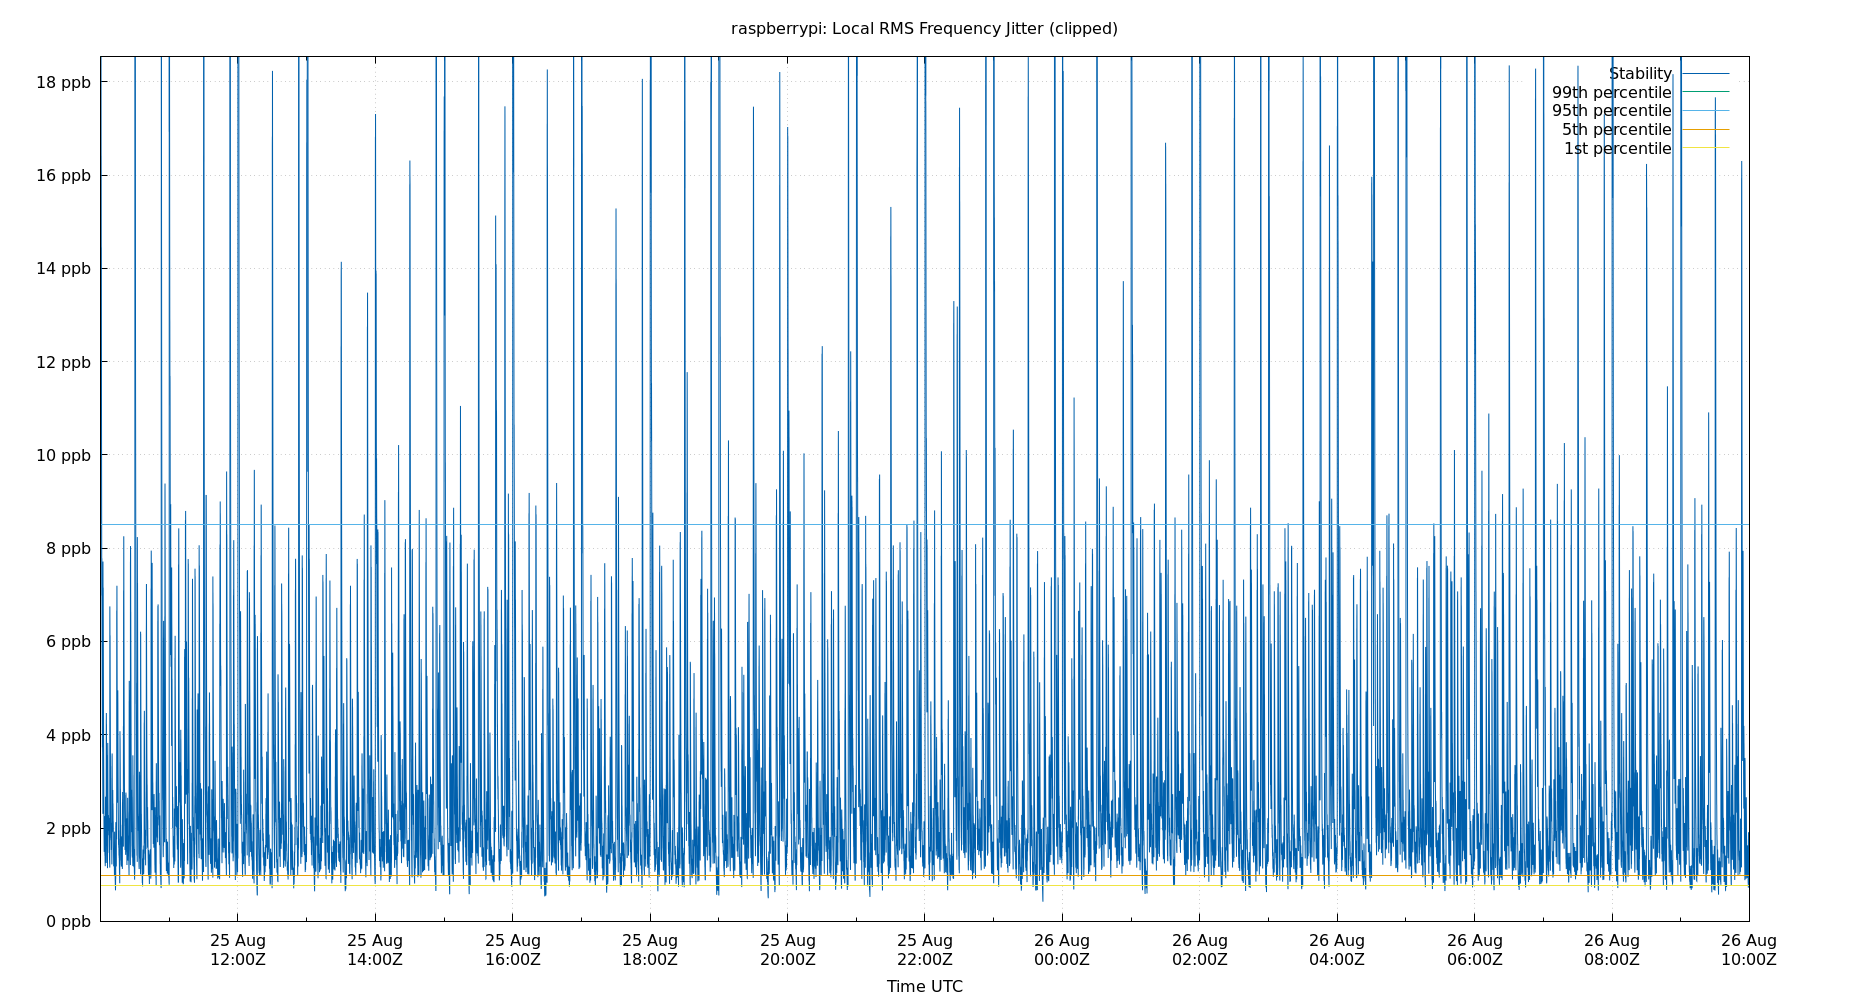 raspberrypi: Local RMS Frequency Jitter (clipped)
Stability
99th percentile
95th percentile
5th percentile
1st percentile
18 ppb
16 ppb
14 ppb
12 ppb
10 ppb
8 ppb
6 ppb
4 ppb
2 ppb
0 ppb
25 Aug 25 Aug 25 Aug 25 Aug 25 Aug 25 Aug 26 Aug 26 Aug 26 Aug 26 Aug 26 Aug 26 Aug
12:00Z 14:00Z 16:00Z 18:00Z 20:00Z 22:00Z 00:00Z 02:00Z 04:00Z 06:00Z 08:00Z 10:00Z
Time UTC